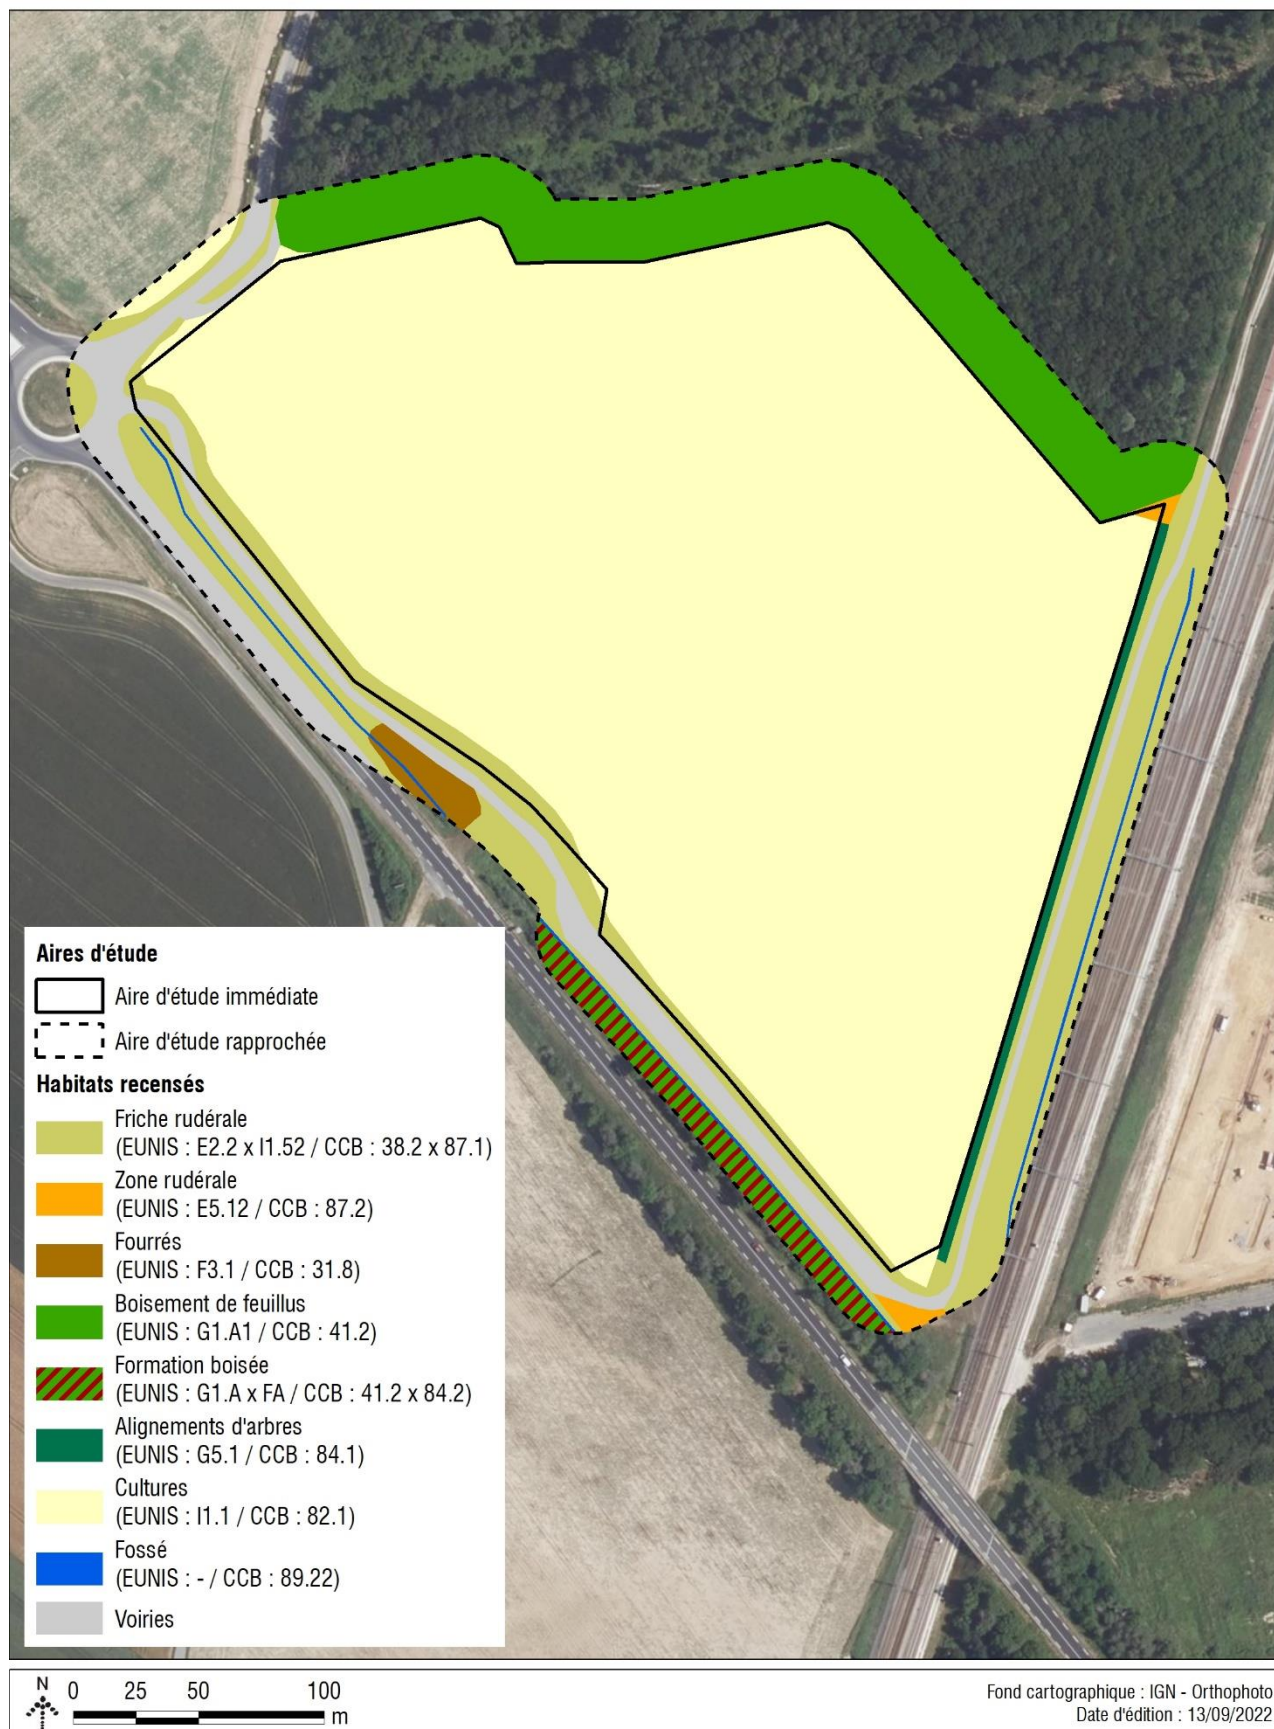 Aires d'étude
Aire d'étude immédiate
Aire d'étude rapprochée
Habitats recensés
Friche rudérale
(EUNIS : E2.2 x I1.52 / CCB : 38.2 x 87.1)
Zone rudérale
(EUNIS : E5.12 / CCB : 87.2)
Fourrés
(EUNIS : F3.1 / CCB : 31.8)
Boisement de feuillus
(EUNIS : G1.A1 / CCB : 41.2)
Formation boisée
(EUNIS : G1.A x FA / CCB : 41.2 x 84.2)
Alignements d'arbres
(EUNIS : G5.1 / CCB : 84.1)
Cultures
(EUNIS : I1.1 / CCB : 82.1)
Fossé
(EUNIS : - / CCB : 89.22)
Voiries
N 0 25 50 100
m
Fond cartographique : IGN - Orthophoto
Date d'édition : 13/09/2022